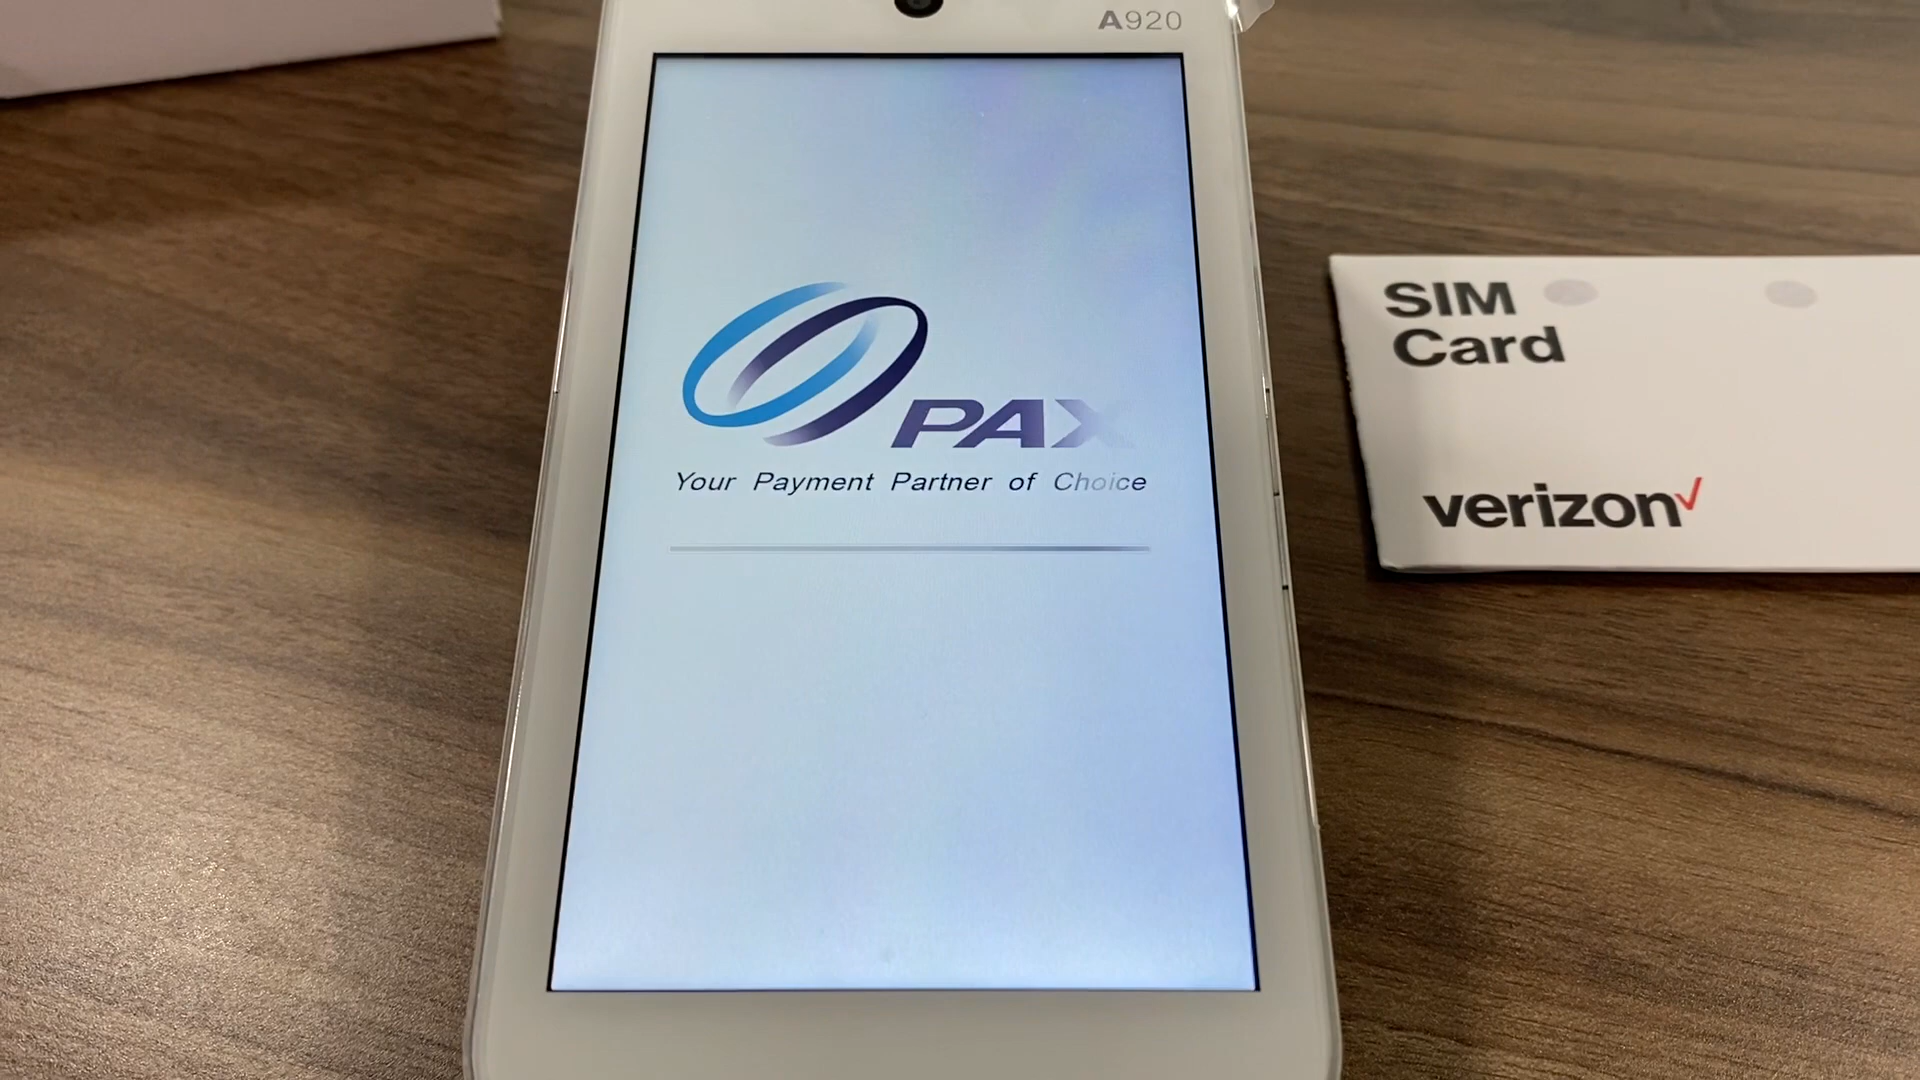 A920
PAX
Your Payment Partner of Choice
SIM
Card
verizon